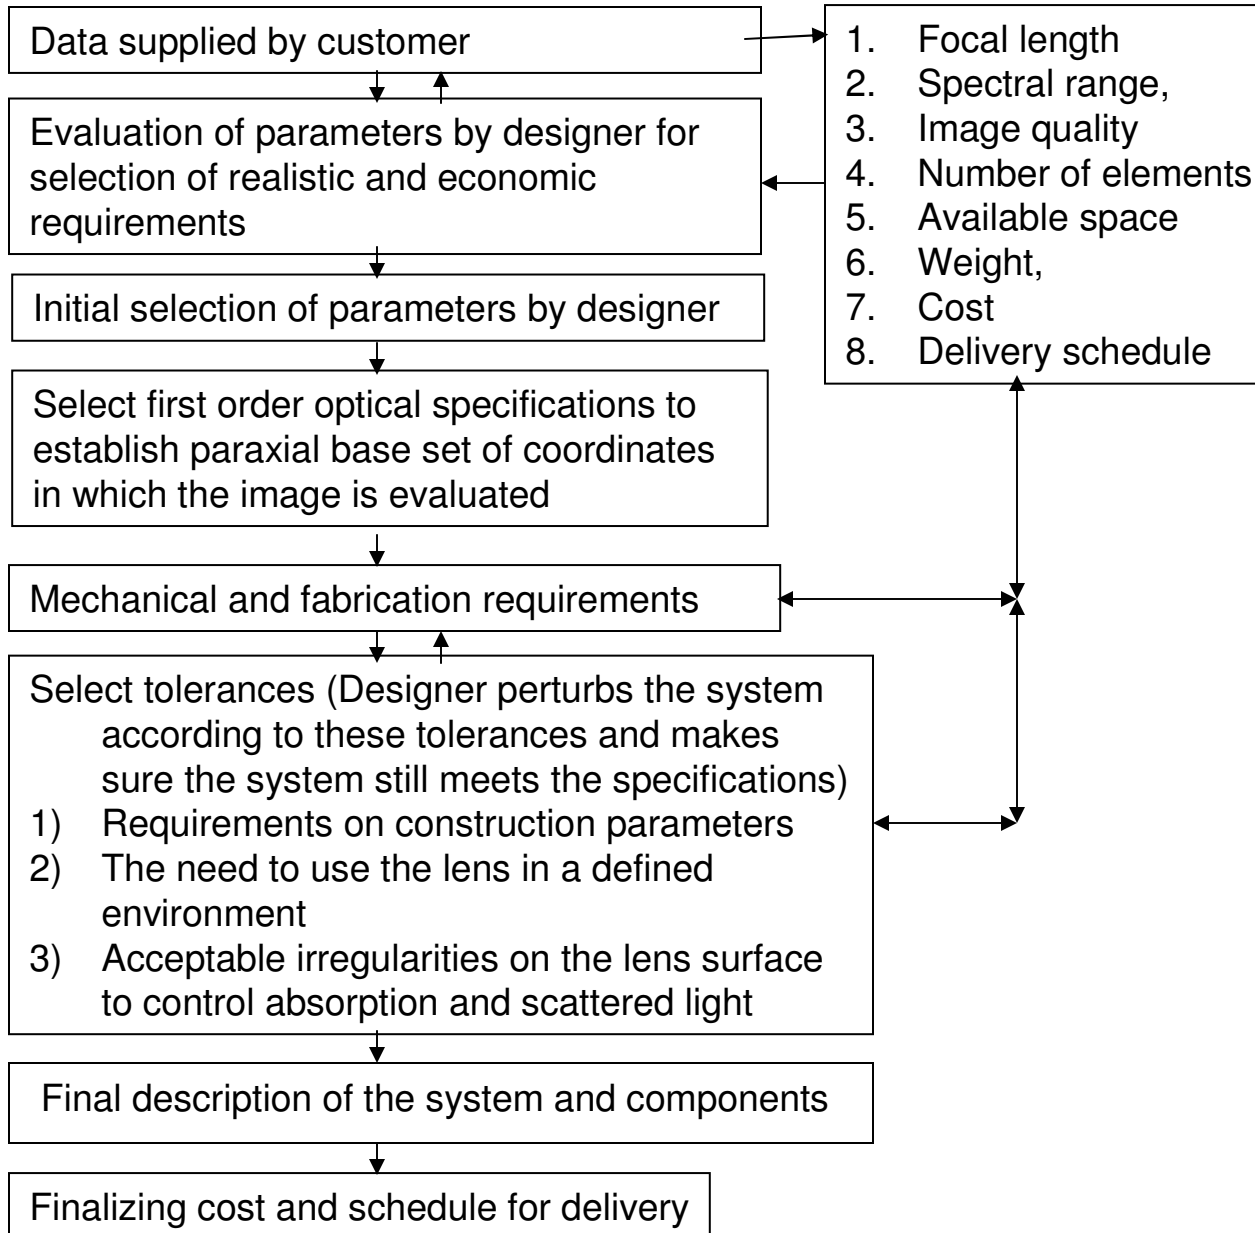 Data supplied by customer
Evaluation of parameters by designer for
selection of realistic and economic
requirements
Initial selection of parameters by designer
Select first order optical specifications to
establish paraxial base set of coordinates
in which the image is evaluated
Mechanical and fabrication requirements
Select tolerances (Designer perturbs the system
according to these tolerances and makes
sure the system still meets the specifications)
1) Requirements on construction parameters
2) The need to use the lens in a defined
environment
3) Acceptable irregularities on the lens surface
to control absorption and scattered light
Final description of the system and components
Finalizing cost and schedule for delivery
1. Focal length
2. Spectral range,
3. Image quality
4. Number of elements
5. Available space
6. Weight,
7. Cost
8. Delivery schedule